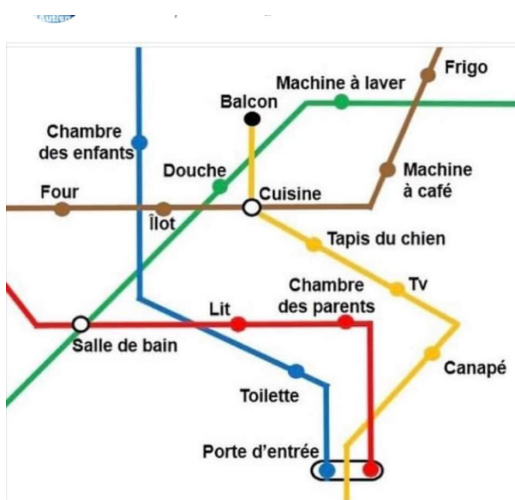 Frigo
Machine à laver
Balcon
Chambre
des enfants
Douche
Machine
à café
Four
Cuisine
Îlot
Tapis du chien
Chambre
des parents
Tv
Lit
Salle de bain
Canapé
Toilette
Porte d'entrée